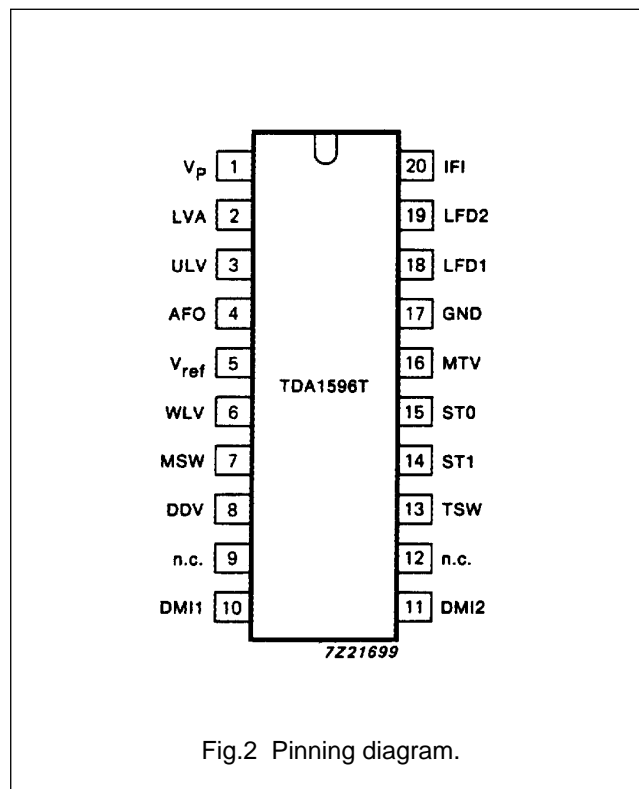 V_P 1 20 IFI
LVA 2 19 LFD2
ULV 3 18 LFD1
AFO 4 17 GND
V_ref 5 16 MTV
TDA1596T
WLV 6 15 ST0
MSW 7 14 ST1
DDV 8 13 TSW
n.c. 9 12 n.c.
DMI1 10 11 DMI2
7Z21699
Fig.2 Pinning diagram.